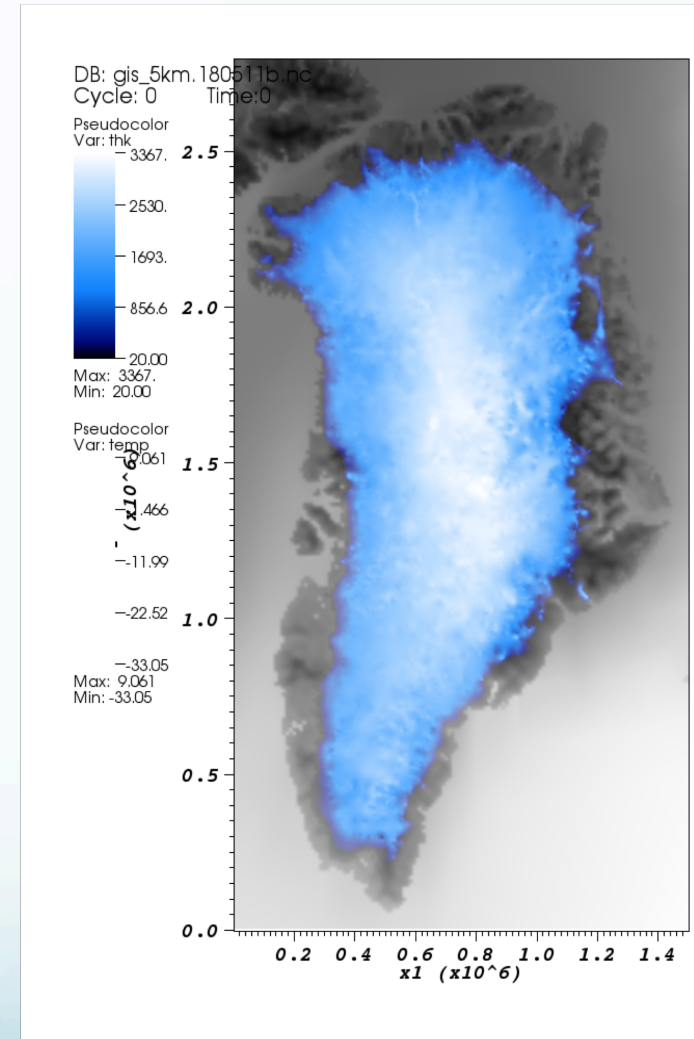 DB: gis_5km.180511b.nc
Cycle: 0 Time:0
Pseudocolor
Var: thk
3367.
2530.
1693.
856.6
20.00
Max: 3367.
Min: 20.00
Pseudocolor
Var: temp
9.061
-11.99
-22.52
-33.05
Max: 9.061
Min: -33.05
(x10^6)
2.5
2.0
1.5
1.0
0.5
0.0
0.2 0.4 0.6 0.8 1.0 1.2 1.4
x1 (x10^6)